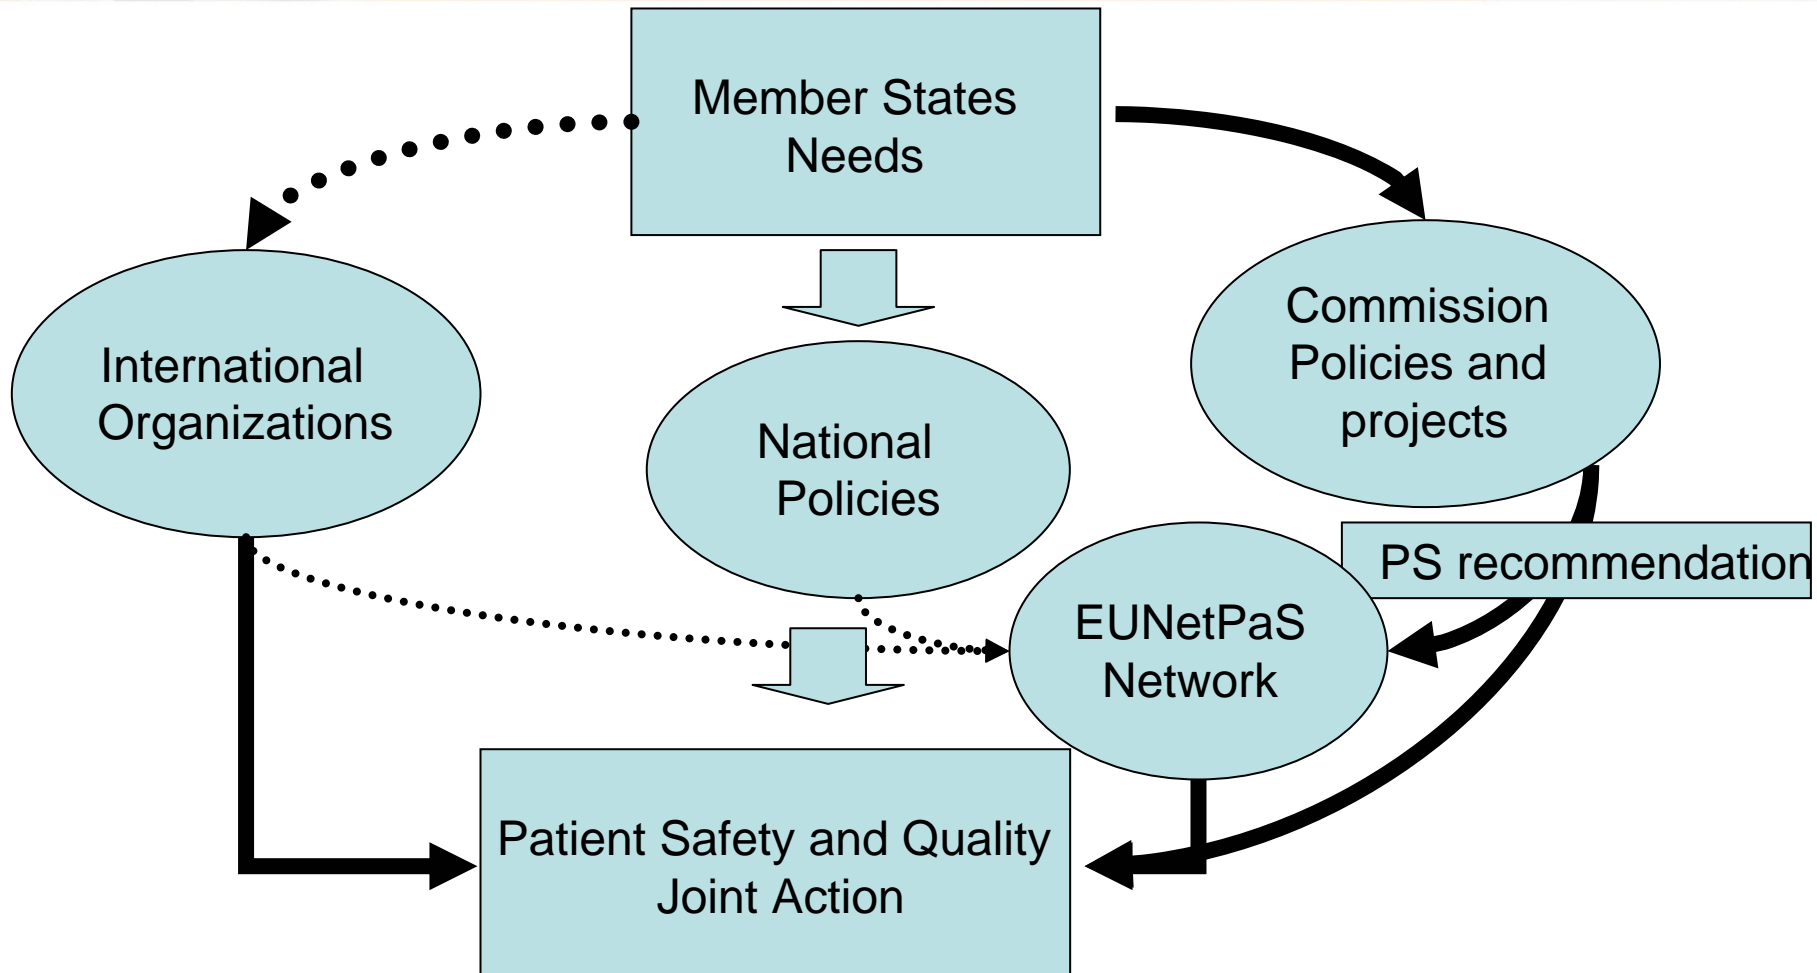 Member States
Needs
International
Organizations
National
Policies
Commission
Policies and
projects
PS recommendation
EUNetPaS
Network
Patient Safety and Quality
Joint Action